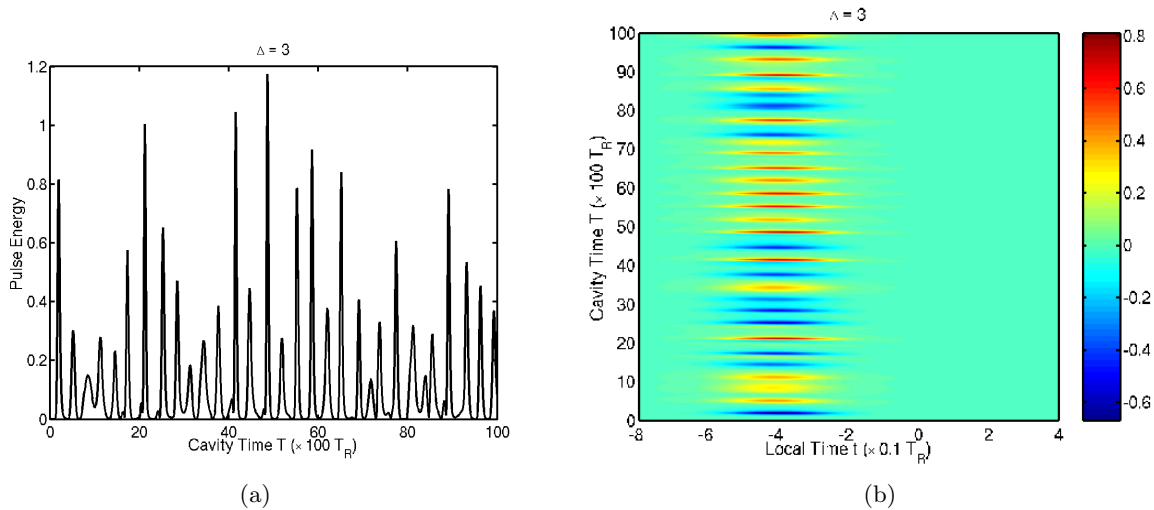 Δ = 3
1.2
1
0.8
0.6
0.4
0.2
0
Pulse Energy
0 20 40 60 80 100
Cavity Time T (× 100 T_R)
(a)
Δ = 3
100
90
80
70
60
50
40
30
20
10
0
Cavity Time T (× 100 T_R)
-8 -6 -4 -2 0 2 4
Local Time t (× 0.1 T_R)
0.8
0.6
0.4
0.2
0
-0.2
-0.4
-0.6
(b)